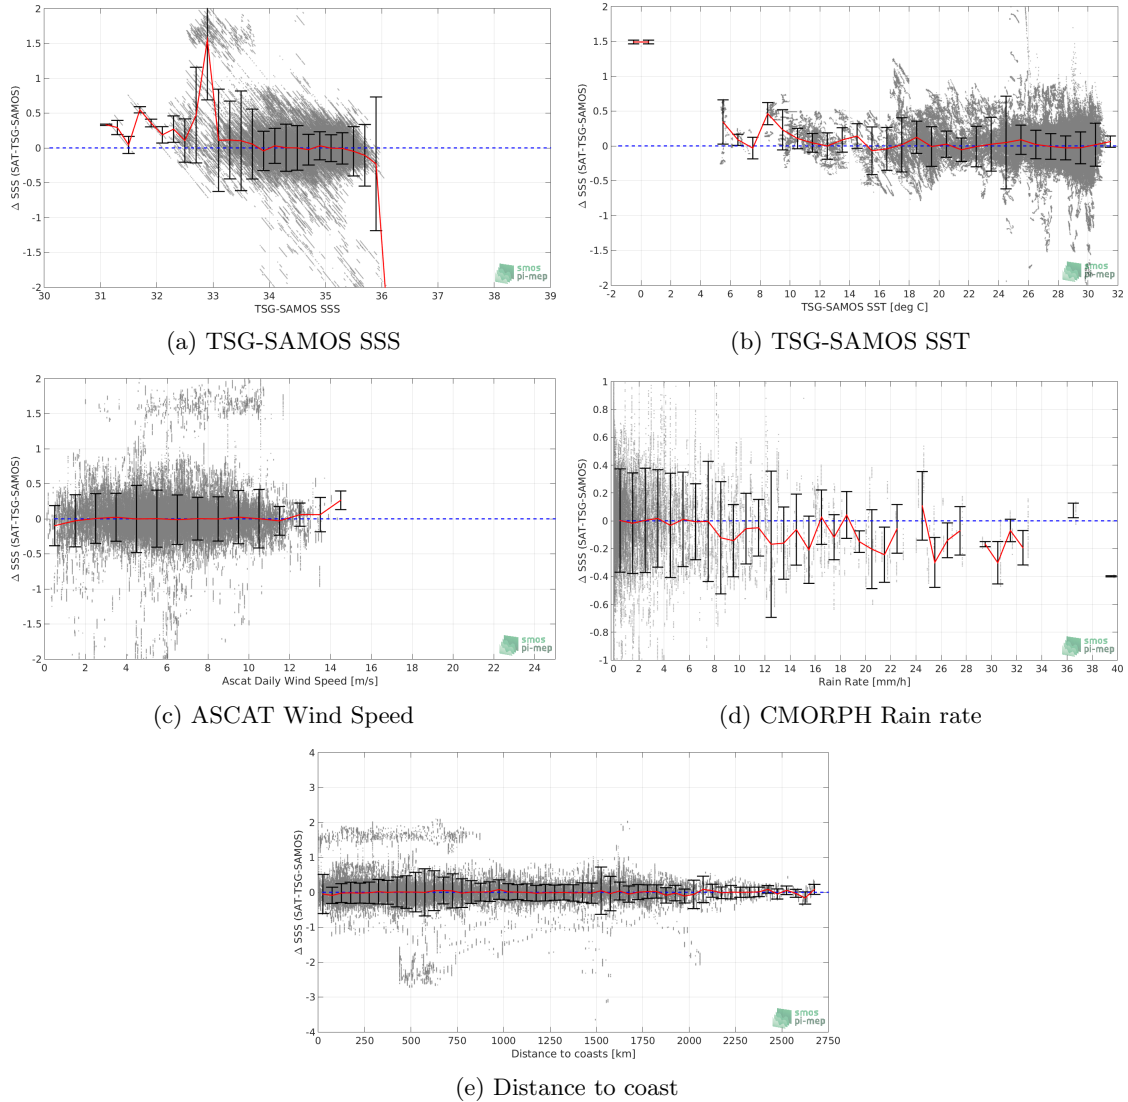 2
1.5
1
0.5
0
-0.5
-1
-1.5
-2
Δ SSS (SAT-TSG-SAMOS)
30 31 32 33 34 35 36 37 38 39
TSG-SAMOS SSS
smos
pi-mep
(a) TSG-SAMOS SSS
2
1.5
1
0.5
0
-0.5
-1
-1.5
-2
Δ SSS (SAT-TSG-SAMOS)
-2 0 2 4 6 8 10 12 14 16 18 20 22 24 26 28 30 32
TSG-SAMOS SST [deg C]
smos
pi-mep
(b) TSG-SAMOS SST
2
1.5
1
0.5
0
-0.5
-1
-1.5
-2
Δ SSS (SAT-TSG-SAMOS)
0 2 4 6 8 10 12 14 16 18 20 22 24
Ascat Daily Wind Speed [m/s]
smos
pi-mep
(c) ASCAT Wind Speed
1
0.8
0.6
0.4
0.2
0
-0.2
-0.4
-0.6
-0.8
-1
Δ SSS (SAT-TSG-SAMOS)
0 2 4 6 8 10 12 14 16 18 20 22 24 26 28 30 32 34 36 38 40
Rain Rate [mm/h]
smos
pi-mep
(d) CMORPH Rain rate
4
3
2
1
0
-1
-2
-3
-4
Δ SSS (SAT-TSG-SAMOS)
0 250 500 750 1000 1250 1500 1750 2000 2250 2500 2750
Distance to coasts [km]
smos
pi-mep
(e) Distance to coast